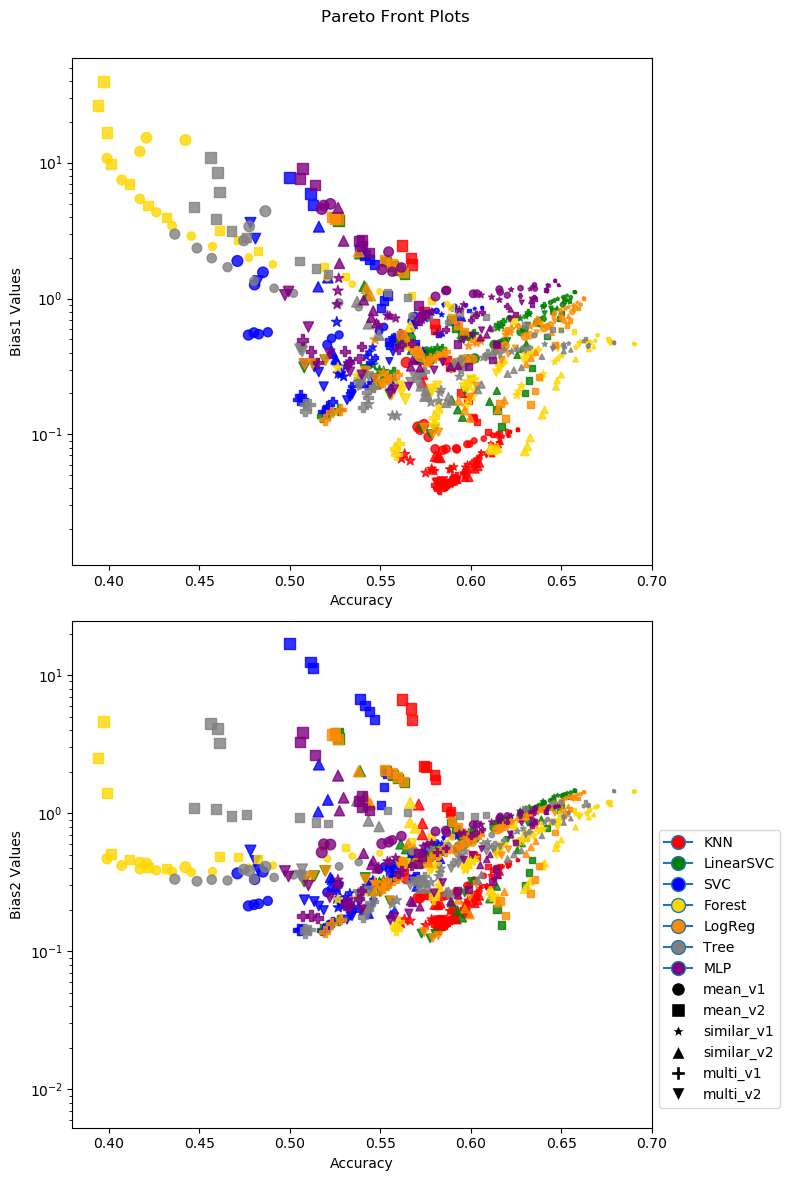 Pareto Front Plots
Bias1 Values
10¹
10⁰
10⁻¹
0.40 0.45 0.50 0.55 0.60 0.65 0.70
Accuracy
Bias2 Values
10¹
10⁰
10⁻¹
10⁻²
0.40 0.45 0.50 0.55 0.60 0.65 0.70
Accuracy
KNN
LinearSVC
SVC
Forest
LogReg
Tree
MLP
mean_v1
mean_v2
similar_v1
similar_v2
multi_v1
multi_v2